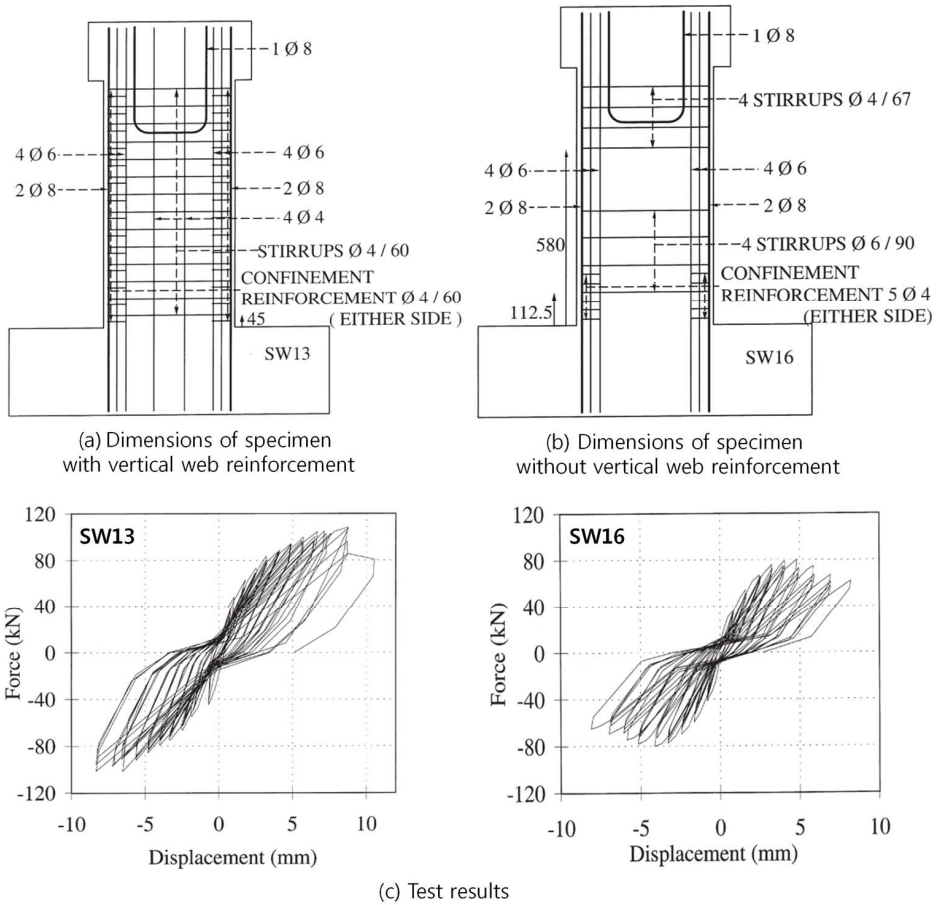 1 Ø 8
4 Ø 6
4 Ø 6
2 Ø 8
2 Ø 8
4 Ø 4
STIRRUPS Ø 4 / 60
CONFINEMENT
REINFORCEMENT Ø 4 / 60
( EITHER SIDE )
45
SW13
(a) Dimensions of specimen
with vertical web reinforcement
1 Ø 8
4 STIRRUPS Ø 4 / 67
4 Ø 6
4 Ø 6
2 Ø 8
2 Ø 8
580
4 STIRRUPS Ø 6 / 90
CONFINEMENT
REINFORCEMENT 5 Ø 4
(EITHER SIDE)
112.5
SW16
(b) Dimensions of specimen
without vertical web reinforcement
SW13
Force (kN)
120
80
40
0
-40
-80
-120
-10 -5 0 5 10
Displacement (mm)
SW16
Force (kN)
120
80
40
0
-40
-80
-120
-10 -5 0 5 10
Displacement (mm)
(c) Test results